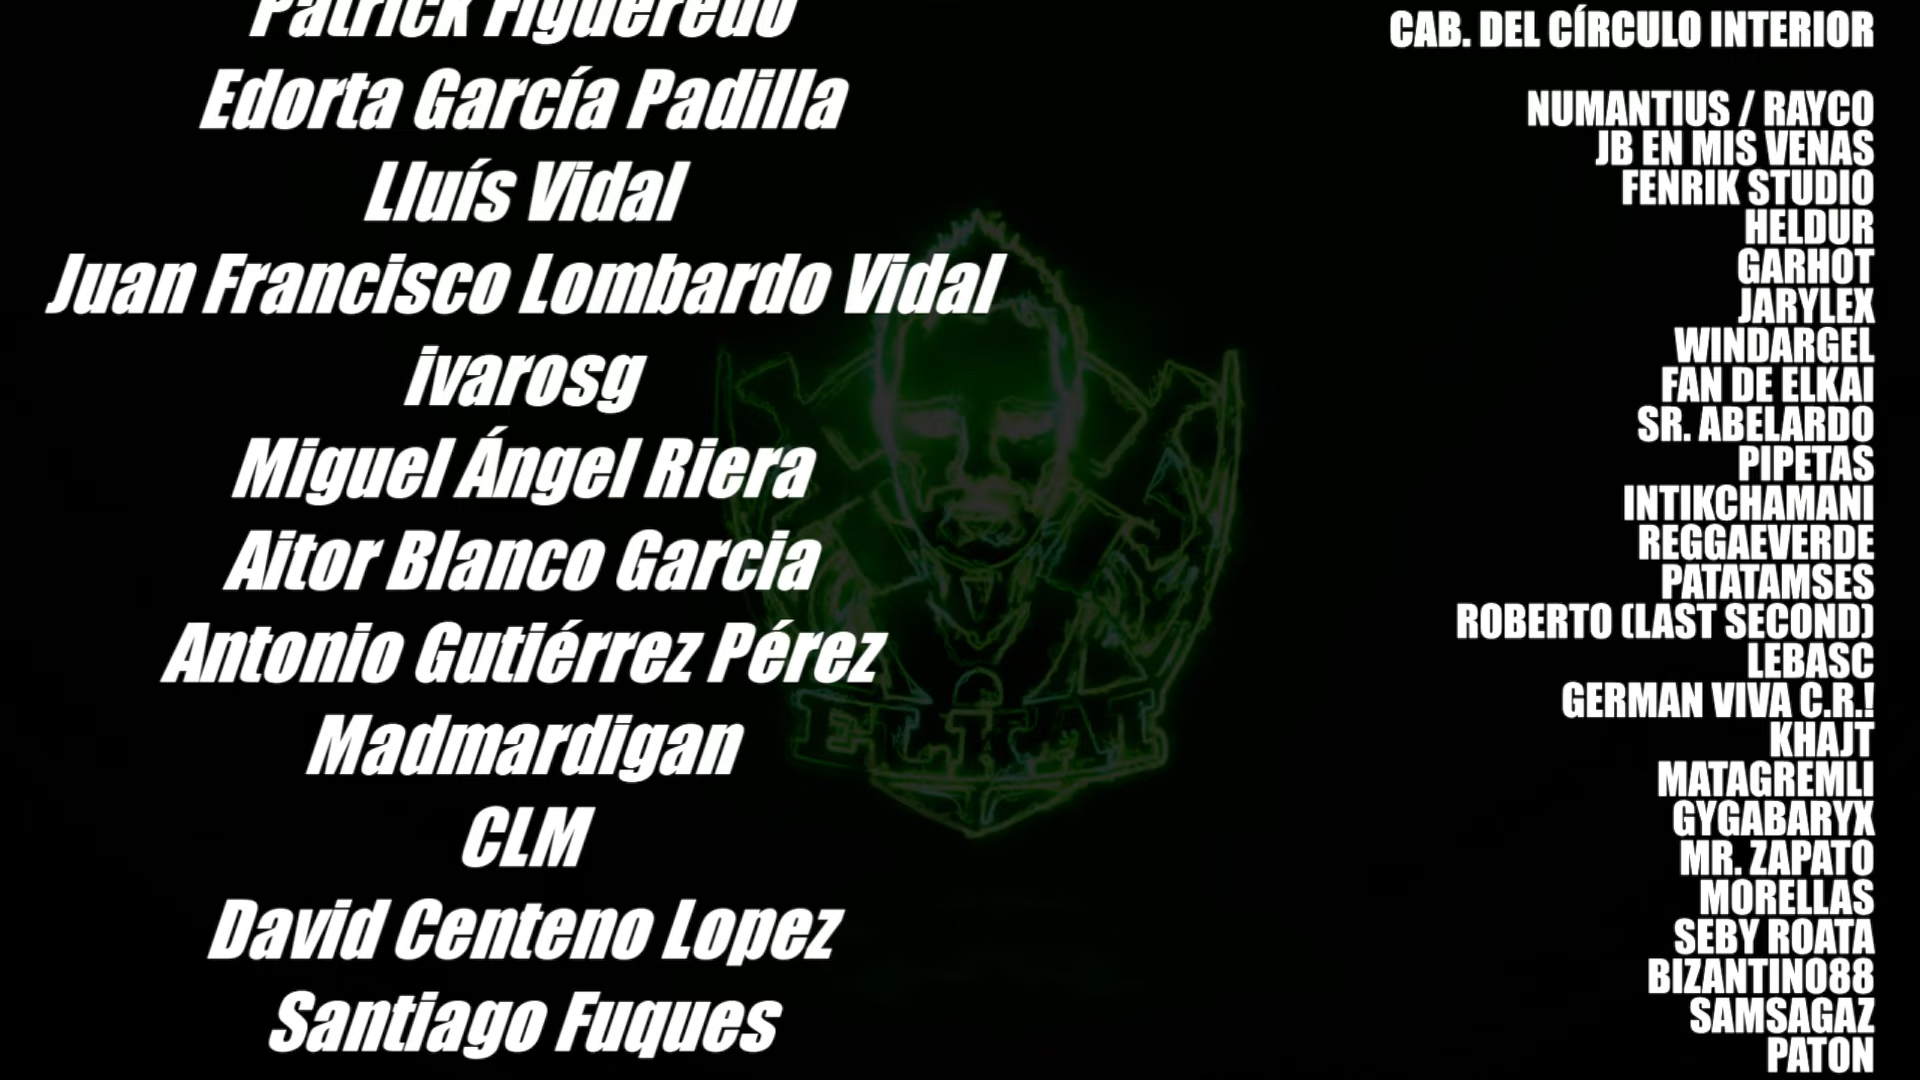 Patrick Figueredo
Edorta García Padilla
Lluís Vidal
Juan Francisco Lombardo Vidal
ivarosg
Miguel Ángel Riera
Aitor Blanco Garcia
Antonio Gutiérrez Pérez
Madmardigan
CLM
David Centeno Lopez
Santiago Fuques
CAB. DEL CÍRCULO INTERIOR
NUMANTIUS / RAYCO
JB EN MIS VENAS
FENRIK STUDIO
HELDUR
GARHOT
JARYLEX
WINDARGEL
FAN DE ELKAI
SR. ABELARDO
PIPETAS
INTIKCHAMANI
REGGAEVERDE
PATATAMSES
ROBERTO (LAST SECOND)
LEBASC
GERMAN VIVA C.R.!
KHAJT
MATAGREMLI
GYGABARYX
MR. ZAPATO
MORELLAS
SEBY ROATA
BIZANTINO88
SAMSAGAZ
PATON
ELKAI